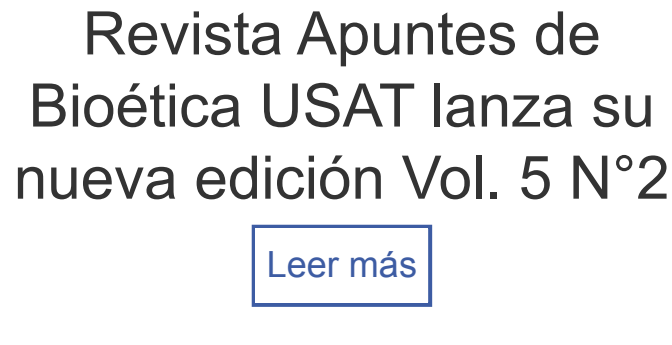 Revista Apuntes de
Bioética USAT lanza su
nueva edición Vol. 5 N°2
Leer más